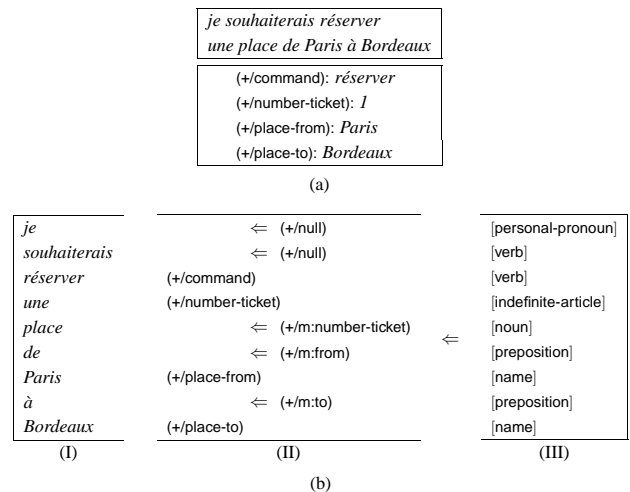 je souhaiterais réserver
une place de Paris à Bordeaux
(+/command): réserver
(+/number-ticket): 1
(+/place-from): Paris
(+/place-to): Bordeaux
(a)
je ⇐ (+/null) [personal-pronoun]
souhaiterais ⇐ (+/null) [verb]
réserver (+/command) [verb]
une (+/number-ticket) [indefinite-article]
place ⇐ (+/m:number-ticket) [noun]
⇐
de ⇐ (+/m:from) [preposition]
Paris (+/place-from) [name]
à ⇐ (+/m:to) [preposition]
Bordeaux (+/place-to) [name]
(I) (II) (III)
(b)